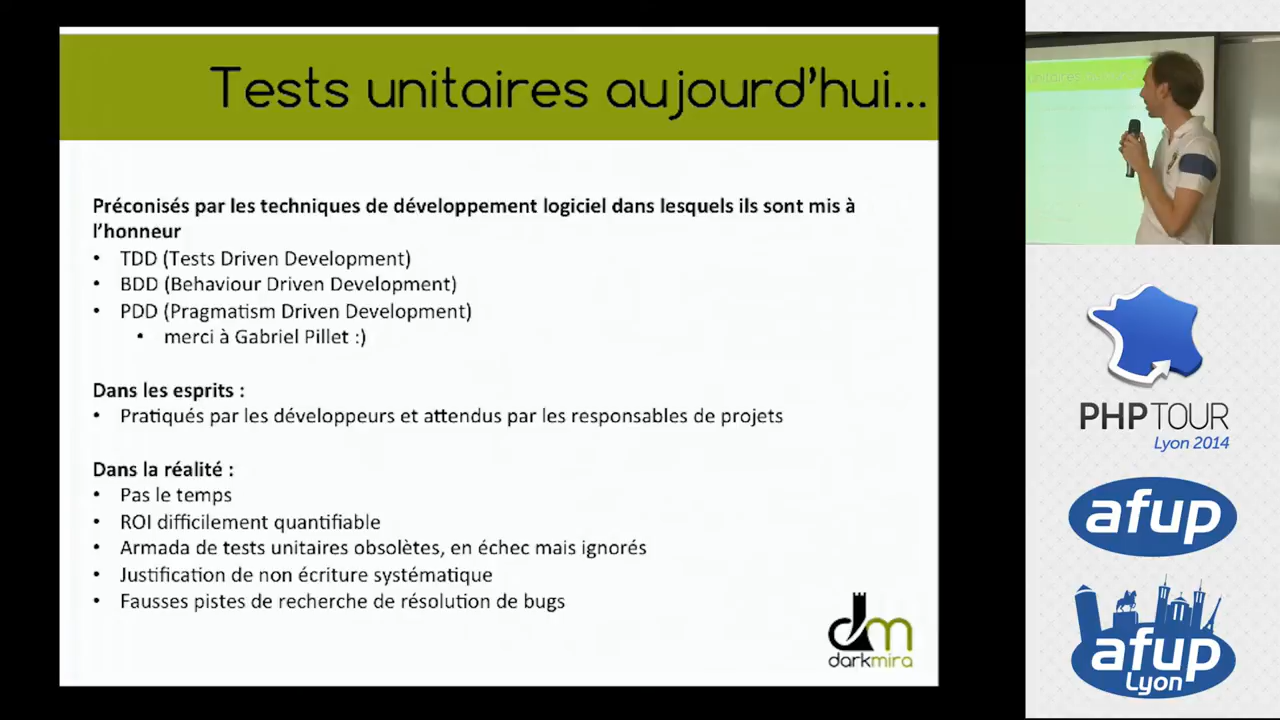 Tests unitaires aujourd'hui...
Préconisés par les techniques de développement logiciel dans lesquels ils sont mis à
l'honneur
• TDD (Tests Driven Development)
• BDD (Behaviour Driven Development)
• PDD (Pragmatism Driven Development)
• merci à Gabriel Pillet :)
Dans les esprits :
• Pratiqués par les développeurs et attendus par les responsables de projets
Dans la réalité :
• Pas le temps
• ROI difficilement quantifiable
• Armada de tests unitaires obsolètes, en échec mais ignorés
• Justification de non écriture systématique
• Fausses pistes de recherche de résolution de bugs
dm
darkmira
PHP TOUR
Lyon 2014
afup
afup
Lyon